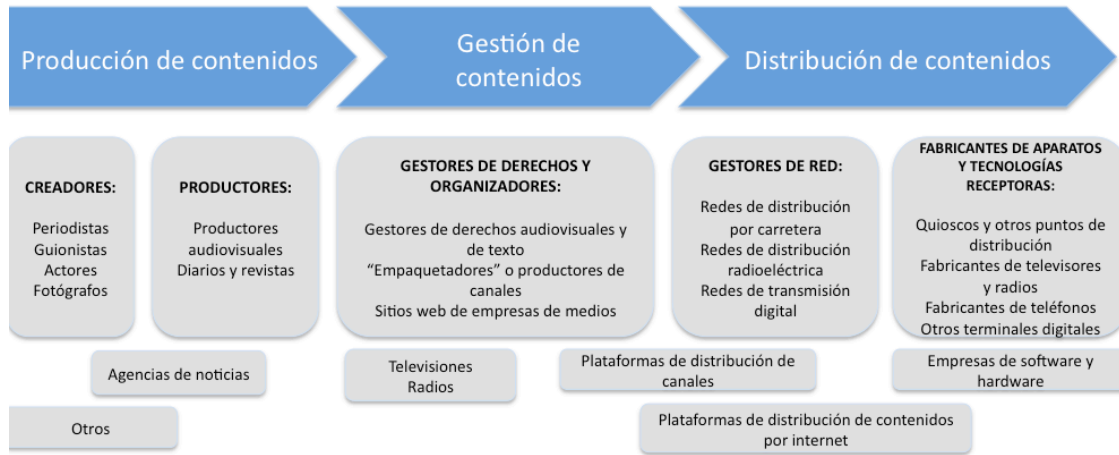 Producción de contenidos
Gestión de
contenidos
Distribución de contenidos
CREADORES:
Periodistas
Guionistas
Actores
Fotógrafos
PRODUCTORES:
Productores
audiovisuales
Diarios y revistas
GESTORES DE DERECHOS Y
ORGANIZADORES:
Gestores de derechos audiovisuales y
de texto
“Empaquetadores” o productores de
canales
Sitios web de empresas de medios
GESTORES DE RED:
Redes de distribución
por carretera
Redes de distribución
radioeléctrica
Redes de transmisión
digital
FABRICANTES DE APARATOS
Y TECNOLOGÍAS
RECEPTORAS:
Quioscos y otros puntos de
distribución
Fabricantes de televisores
y radios
Fabricantes de teléfonos
Otros terminales digitales
Agencias de noticias
Televisiones
Radios
Plataformas de distribución de
canales
Empresas de software y
hardware
Otros
Plataformas de distribución de contenidos
por internet